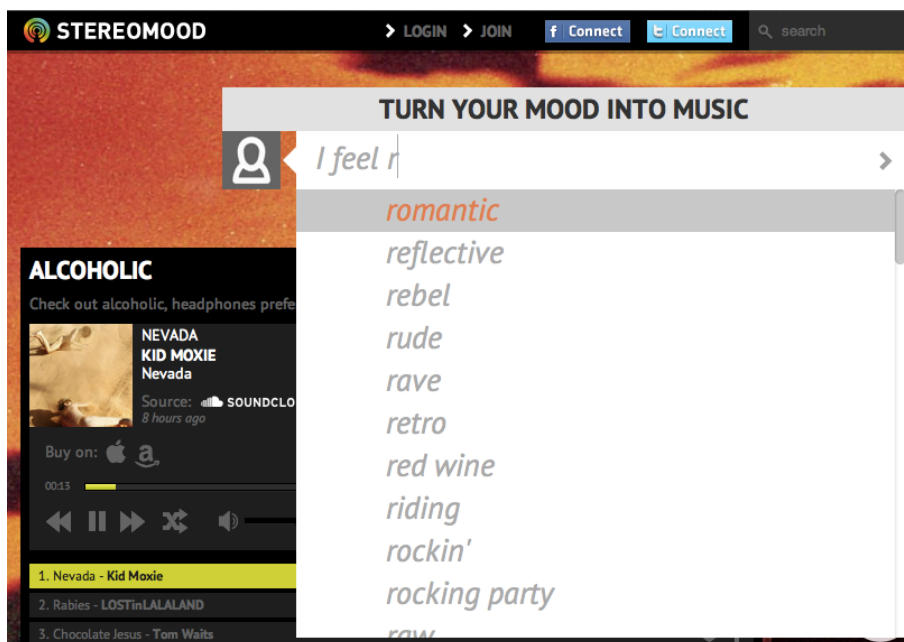 STEREOMOOD
LOGIN JOIN f Connect t Connect search
TURN YOUR MOOD INTO MUSIC
I feel r
romantic
reflective
rebel
rude
rave
retro
red wine
riding
rockin'
rocking party
raw
ALCOHOLIC
Check out alcoholic, headphones prefe
NEVADA
KID MOXIE
Nevada
Source: SOUNDCLO
8 hours ago
Buy on: a
00:13
1. Nevada - Kid Moxie
2. Rabies - LOSTinLALALAND
3. Chocolate Jesus - Tom Waits